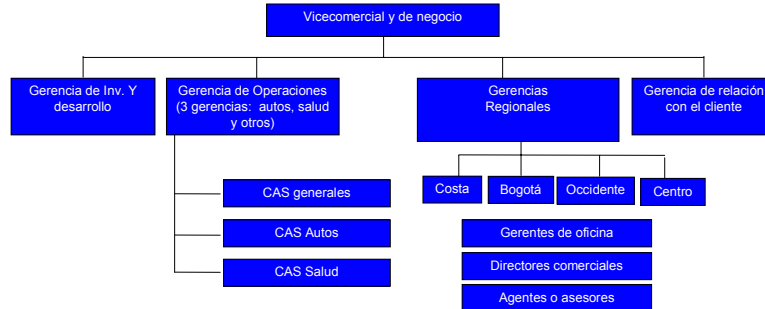 Vicecomercial y de negocio
Gerencia de Inv. Y
desarrollo
Gerencia de Operaciones
(3 gerencias: autos, salud
y otros)
Gerencias
Regionales
Gerencia de relación
con el cliente
CAS generales
CAS Autos
CAS Salud
Costa
Bogotá
Occidente
Centro
Gerentes de oficina
Directores comerciales
Agentes o asesores